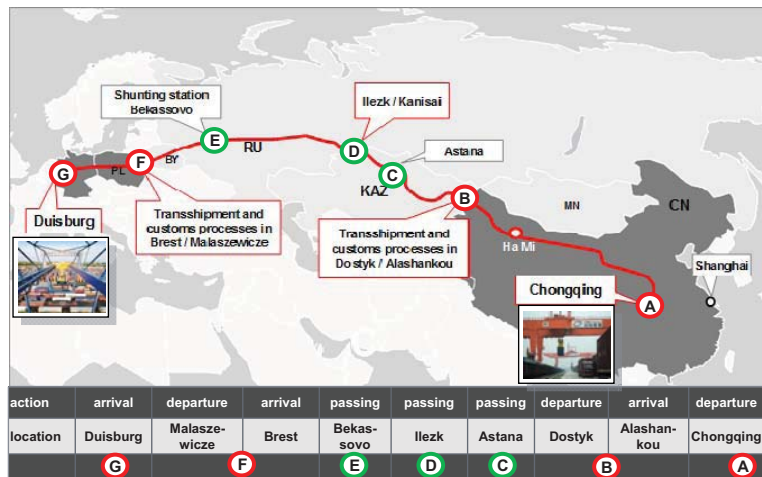 Shunting station
Bekassovo
Ilezk / Kanisai
E
RU
D
Astana
F
BY
G
PL
C
KAZ
B
MN
CN
Duisburg
Transshipment and
customs processes in
Brest / Malaszewicze
Transshipment and
customs processes in
Dostyk / Alashankou
Ha Mi
Shanghai
Chongqing
A
action arrival departure arrival passing passing passing departure arrival departure
location Duisburg Malasze-wicze Brest Bekas-sovo Ilezk Astana Dostyk Alashan-kou Chongqing
G F E D C B A